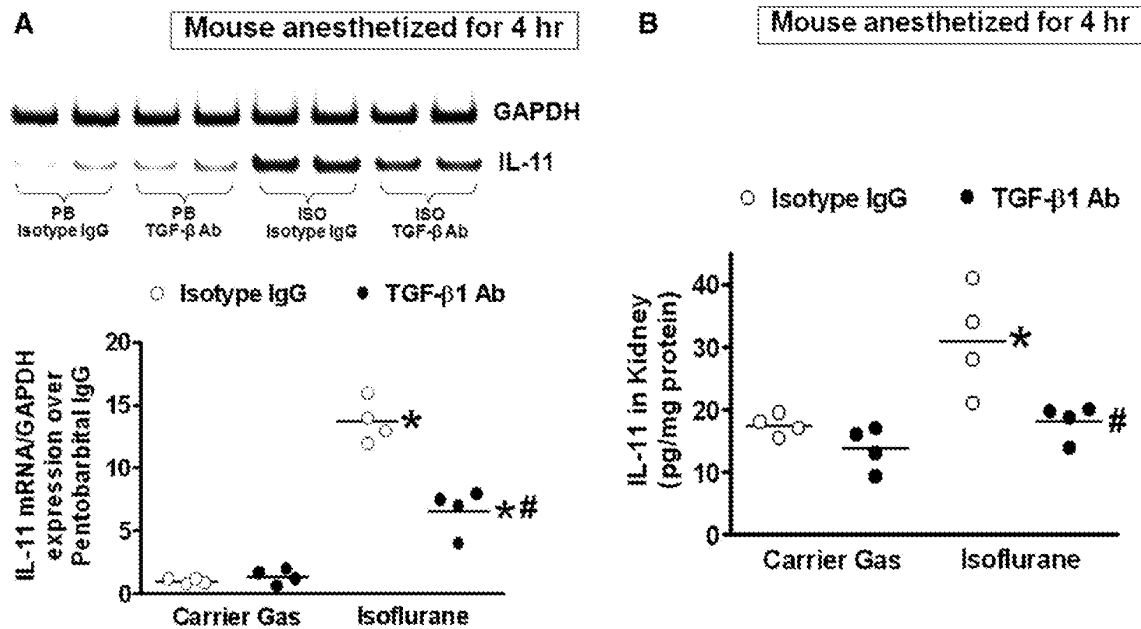 A
Mouse anesthetized for 4 hr
GAPDH
IL-11
PB
Isotype IgG
PB
TGF-β Ab
ISO
Isotype IgG
ISO
TGF-β Ab
Isotype IgG
TGF-β1 Ab
IL-11 mRNA/GAPDH
expression over
Pentobarbital IgG
20
15
10
5
0
*
*#
Carrier Gas
Isoflurane
B
Mouse anesthetized for 4 hr
Isotype IgG
TGF-β1 Ab
IL-11 in Kidney
(pg/mg protein)
40
30
20
10
0
*
#
Carrier Gas
Isoflurane